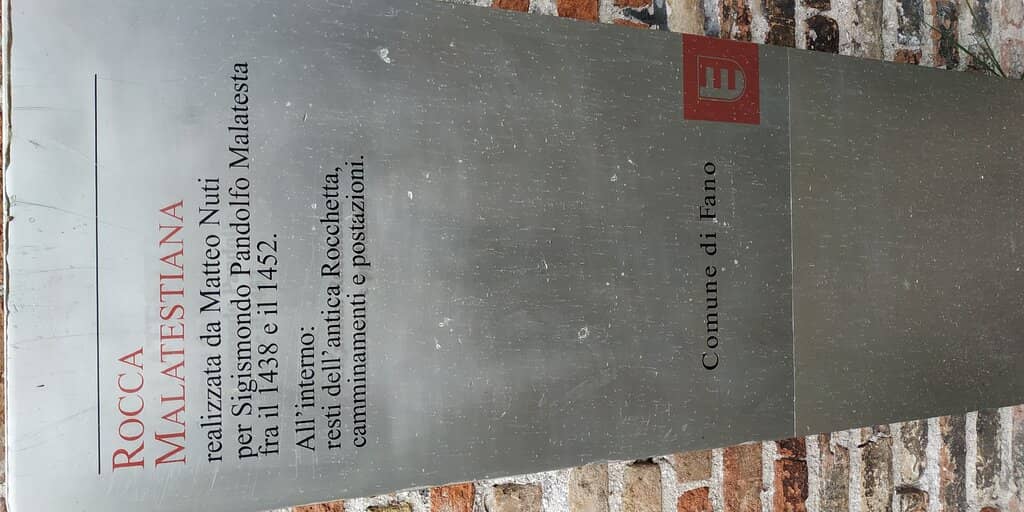 ROCCA
MALATESTIANA
realizzata da Matteo Nuti
per Sigismondo Pandolfo Malatesta
fra il 1438 e il 1452.
All'interno:
resti dell'antica Rocchetta,
camminamenti e postazioni.
Comune di Fano